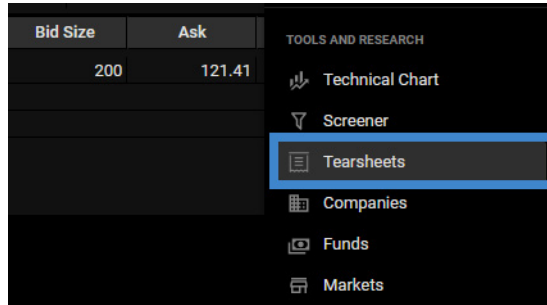 Bid Size Ask
200 121.41
TOOLS AND RESEARCH
Technical Chart
Screener
Tearsheets
Companies
Funds
Markets